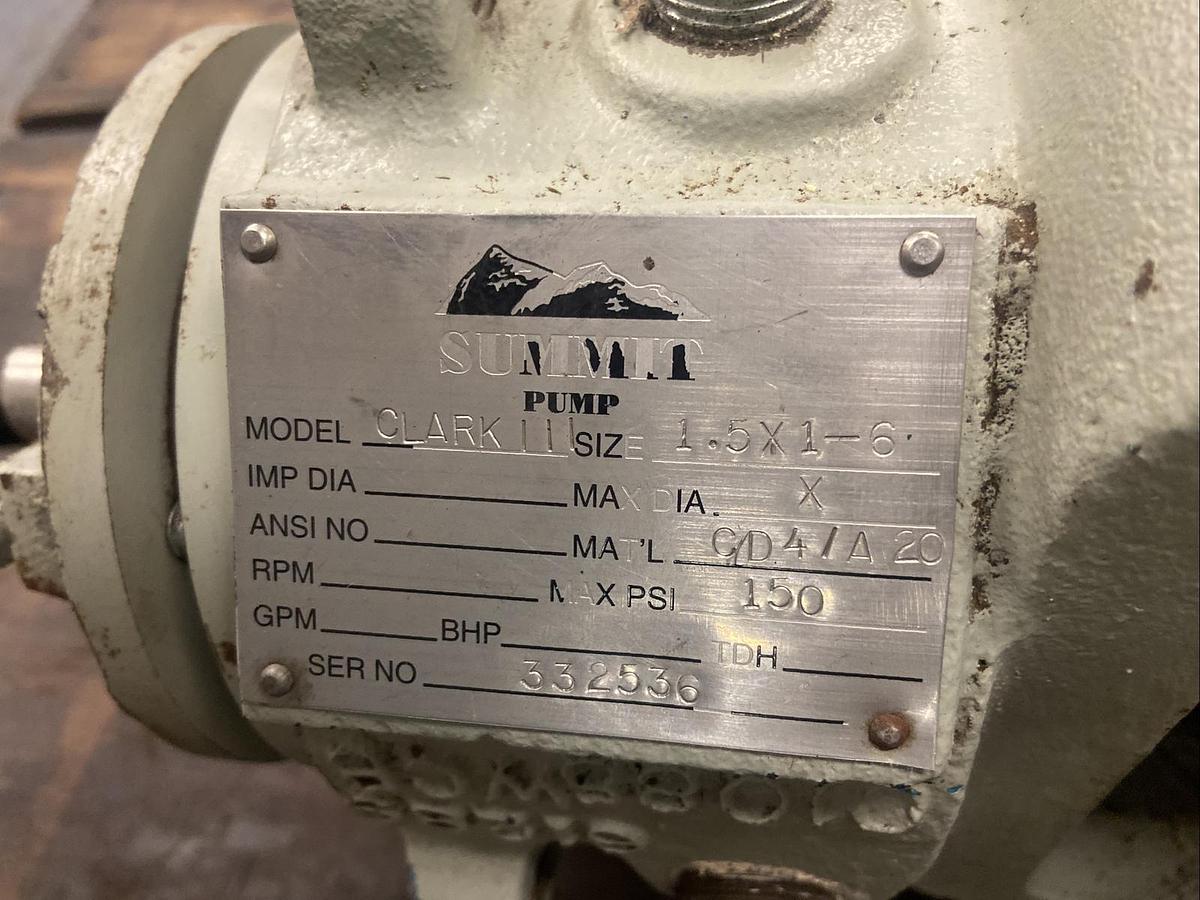 SUMMIT
PUMP
MODEL CLARK III SIZE 1.5X1-6
IMP DIA MAX DIA. X
ANSI NO MAT'L CD4/A20
RPM MAX PSI 150
GPM BHP TDH
SER NO 332536